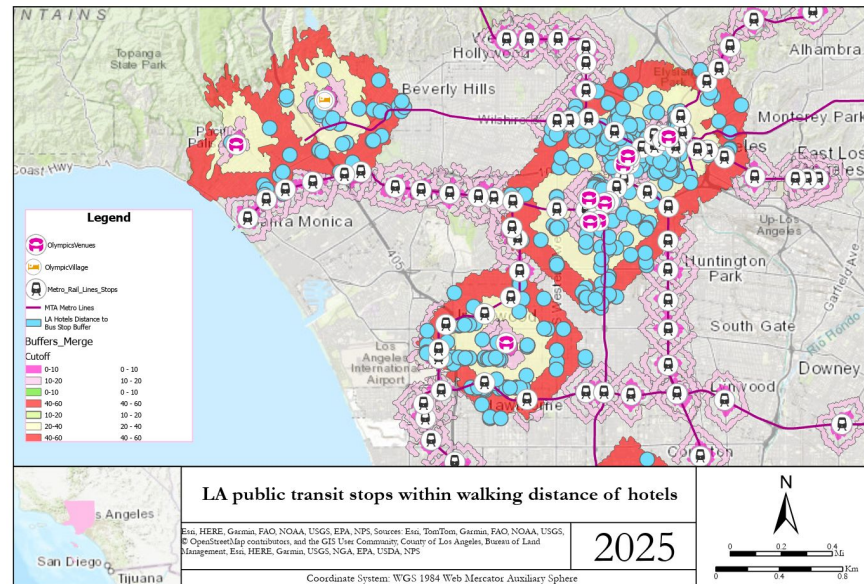 NTAINS
Topanga
State Park
Hollywood
Beverly Hills
Elysian
Park
Alhambra
Wilshire
Monterey Park
Coast Hwy
East Los
Angeles
Santa Monica
405
Up-Los
Angeles
Huntington
Park
Garfield Ave
South Gate
Rio Hondo
Los
Angeles
International
Airport
Downey
Lynwood
Hawthorne
Legend
OlympicsVenues
OlympicVillage
Metro_Rail_Lines_Stops
MTA Metro Lines
LA Hotels Distance to
Bus Stop Buffer
Buffers_Merge
Cutoff
0-10 0 - 10
10-20 10 - 20
0-10 0 - 10
40-60 40 - 60
10-20 10 - 20
20-40 20 - 40
40-60 40 - 60
s Angeles
San Diego
Tijuana
LA public transit stops within walking distance of hotels
Esri, HERE, Garmin, FAO, NOAA, USGS, EPA, NPS, Sources: Esri, TomTom, Garmin, FAO, NOAA, USGS,
© OpenStreetMap contributors, and the GIS User Community, County of Los Angeles, Bureau of Land
Management, Esri, HERE, Garmin, USGS, NGA, EPA, USDA, NPS
2025
Coordinate System: WGS 1984 Web Mercator Auxiliary Sphere
N
0 0.2 0.4
Mi
Km
0 0.4 0.8